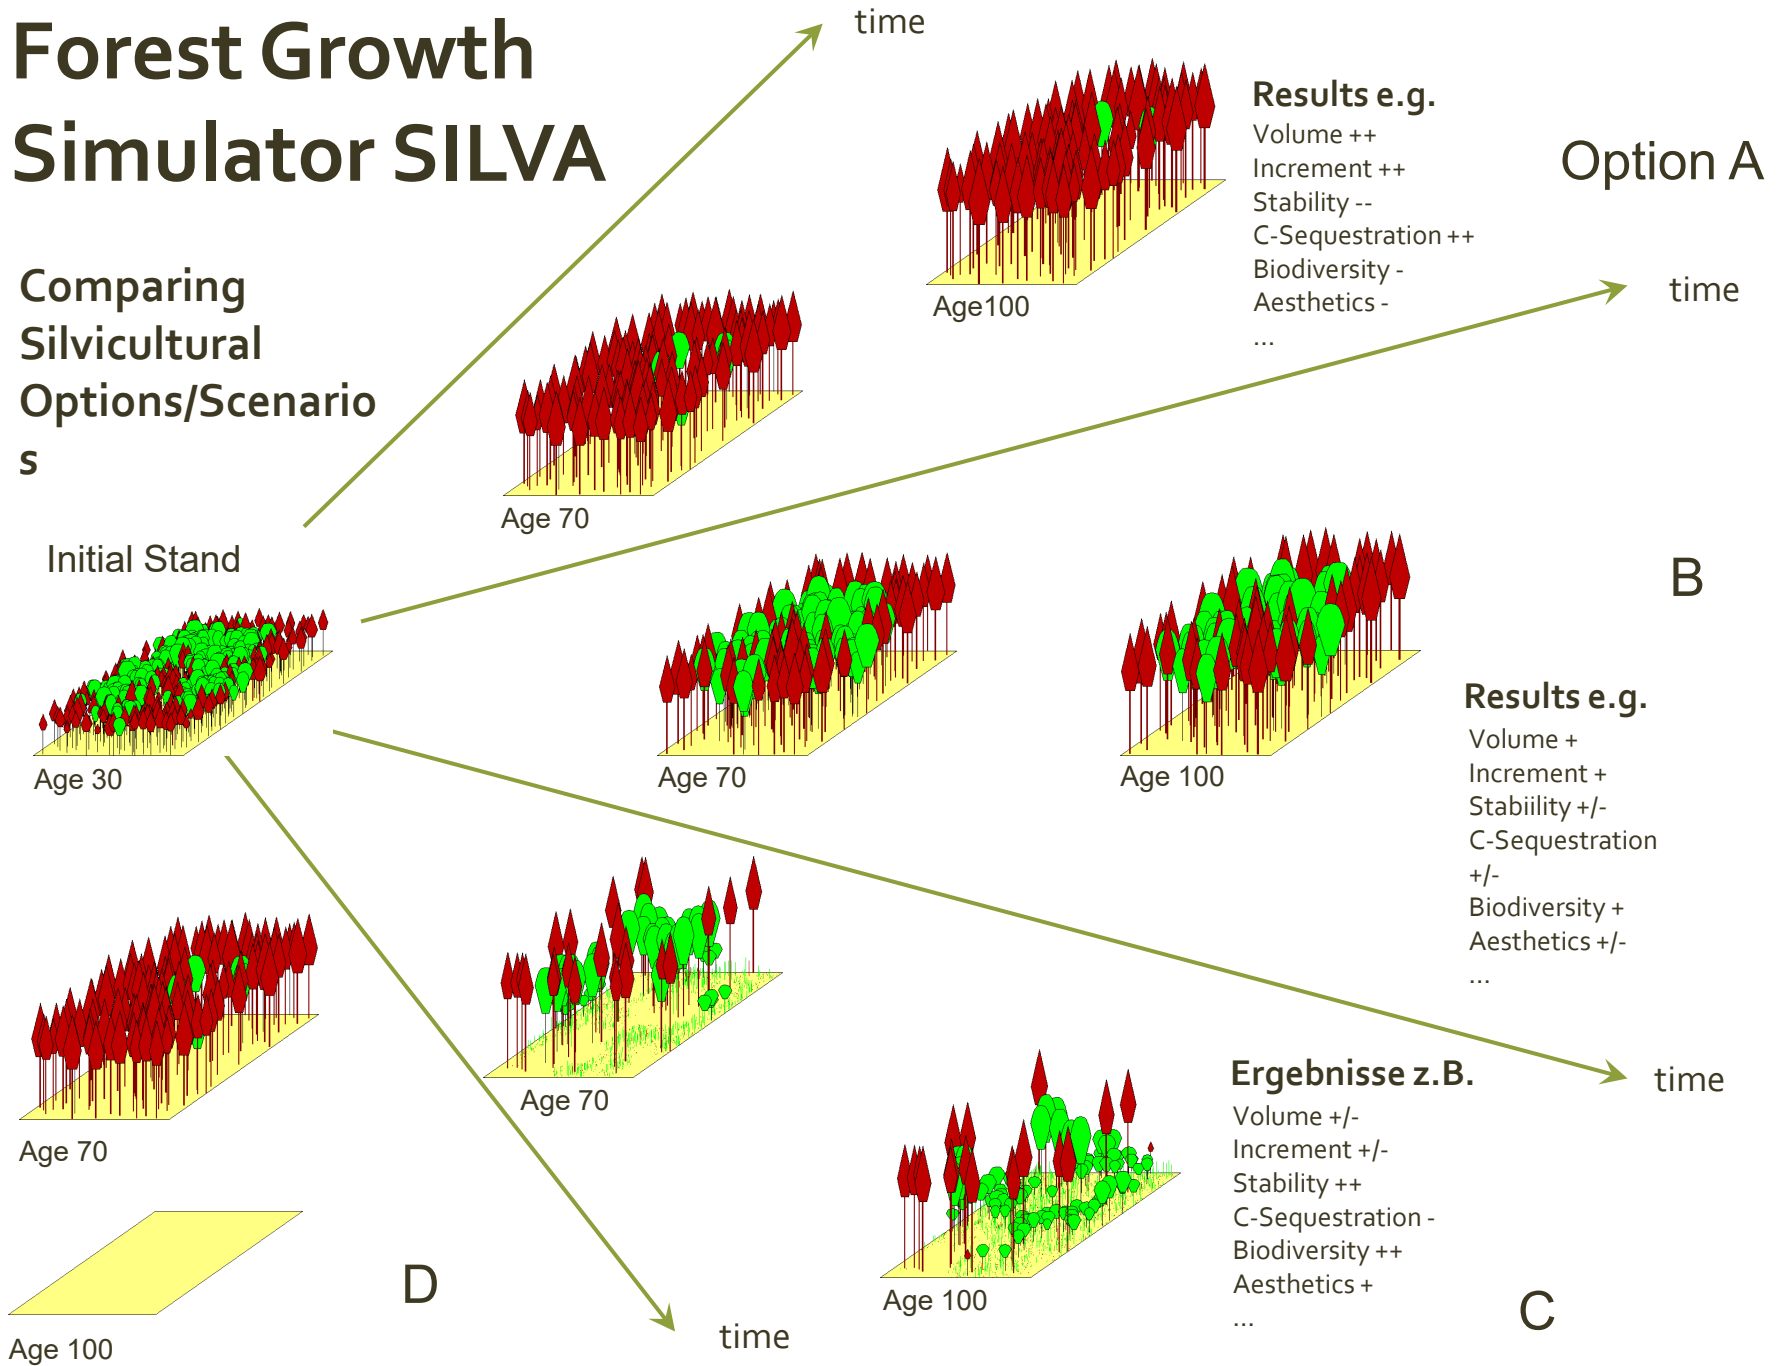 Forest Growth
Simulator SILVA
Comparing
Silvicultural
Options/Scenario
s
time
Results e.g.
Volume ++
Increment ++
Stability --
C-Sequestration ++
Biodiversity -
Aesthetics -
...
Option A
Age100
time
Age 70
Initial Stand
Age 30
B
Age 70
Age 100
Results e.g.
Volume +
Increment +
Stabiility +/-
C-Sequestration
+/-
Biodiversity +
Aesthetics +/-
...
time
Age 70
Age 70
Ergebnisse z.B.
Volume +/-
Increment +/-
Stability ++
C-Sequestration -
Biodiversity ++
Aesthetics +
...
Age 100
C
D
time
Age 100